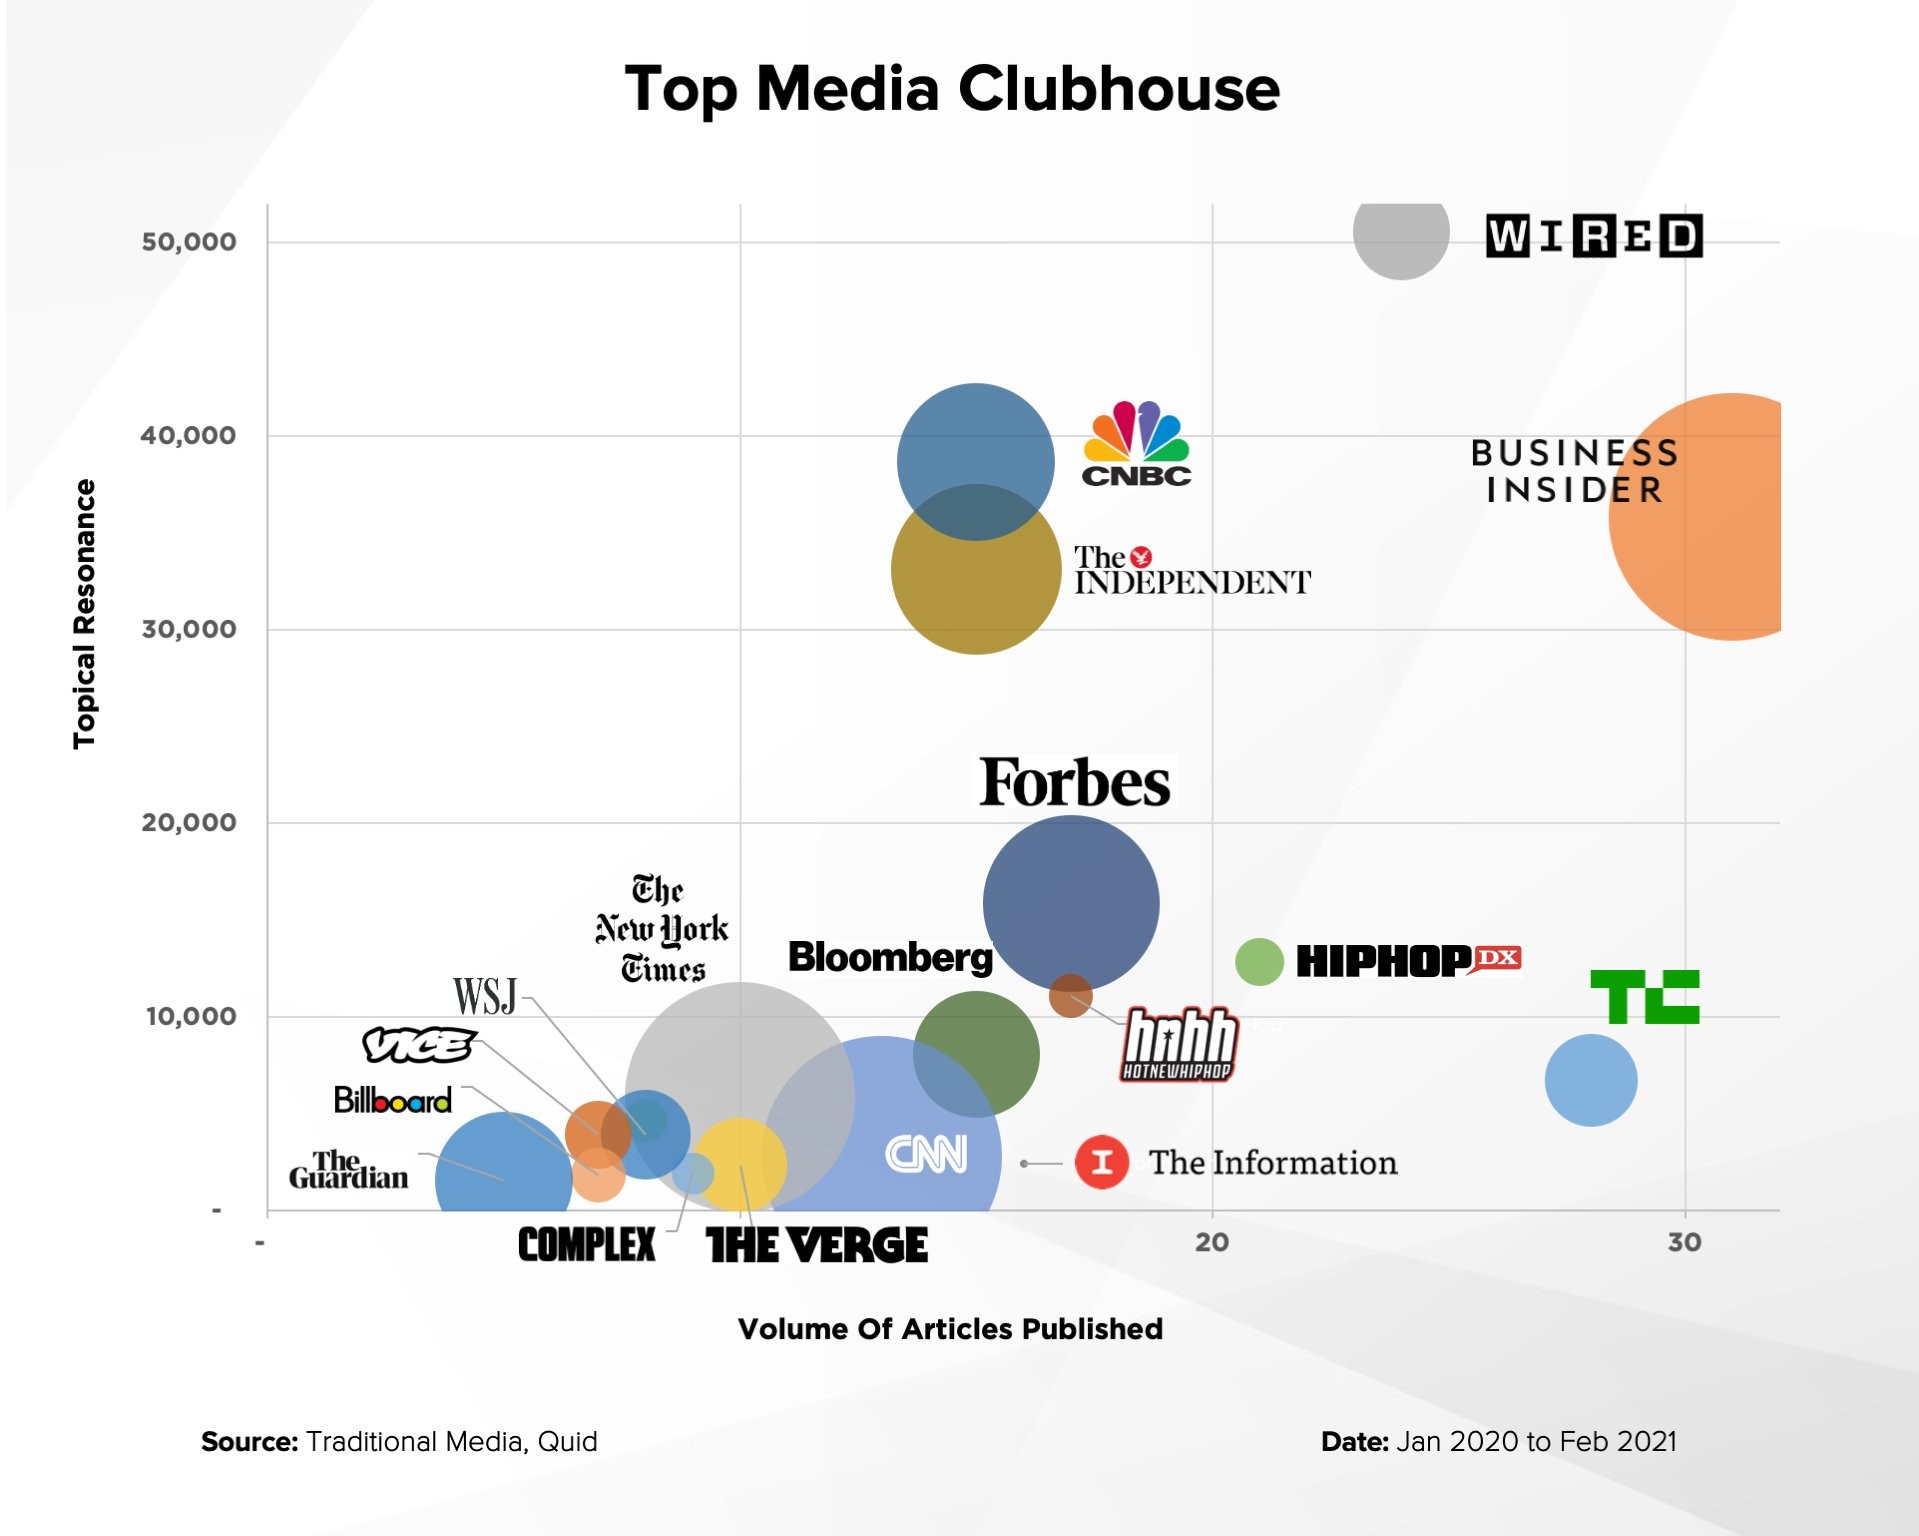 Top Media Clubhouse
50,000
WIRED
40,000
CNBC
BUSINESS
INSIDER
The
INDEPENDENT
30,000
Topical Resonance
Forbes
20,000
The
New York
Times
Bloomberg
HIPHOP DX
WSJ
TC
10,000
hnhh
HOTNEWHIPHOP
VICE
Billboard
CNN
I The Information
The
Guardian
-
COMPLEX
THE VERGE
-
20
30
Volume Of Articles Published
Source: Traditional Media, Quid
Date: Jan 2020 to Feb 2021